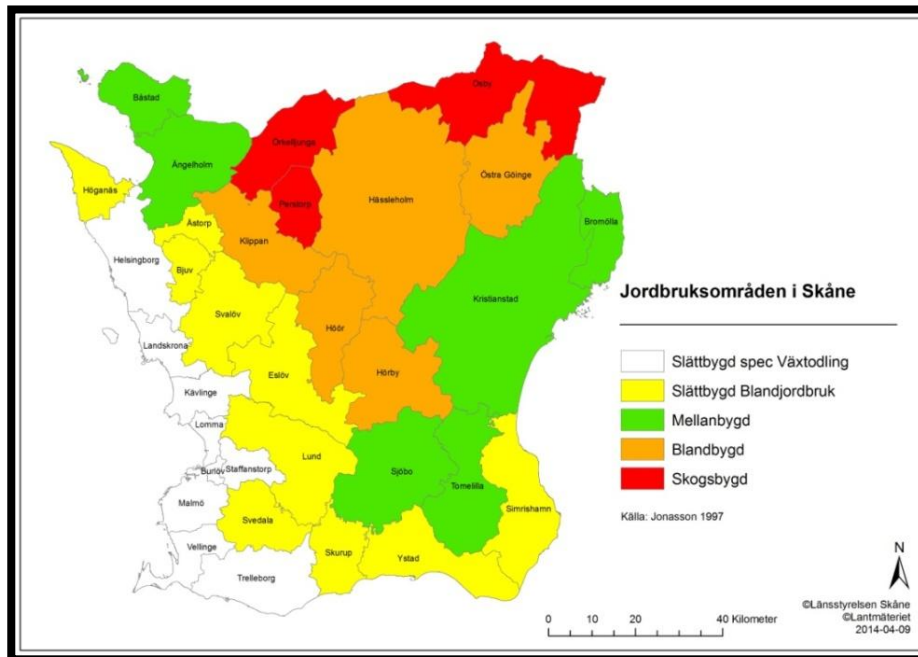 Båstad
Ängelholm
Höganäs
Örkelljunga
Osby
Perstorp
Hässleholm
Östra Göinge
Åstorp
Klippan
Bromölla
Helsingborg
Bjuv
Kristianstad
Svalöv
Höör
Landskrona
Hörby
Eslöv
Kävlinge
Lomma
Lund
Burlöv
Staffanstorp
Sjöbo
Tomelilla
Malmö
Svedala
Simrishamn
Vellinge
Skurup
Ystad
Trelleborg
Jordbruksområden i Skåne
Slättbygd spec Växtodling
Slättbygd Blandjordbruk
Mellanbygd
Blandbygd
Skogsbygd
Källa: Jonasson 1997
N
0 10 20 40 Kilometer
©Länsstyrelsen Skåne
©Lantmäteriet
2014-04-09